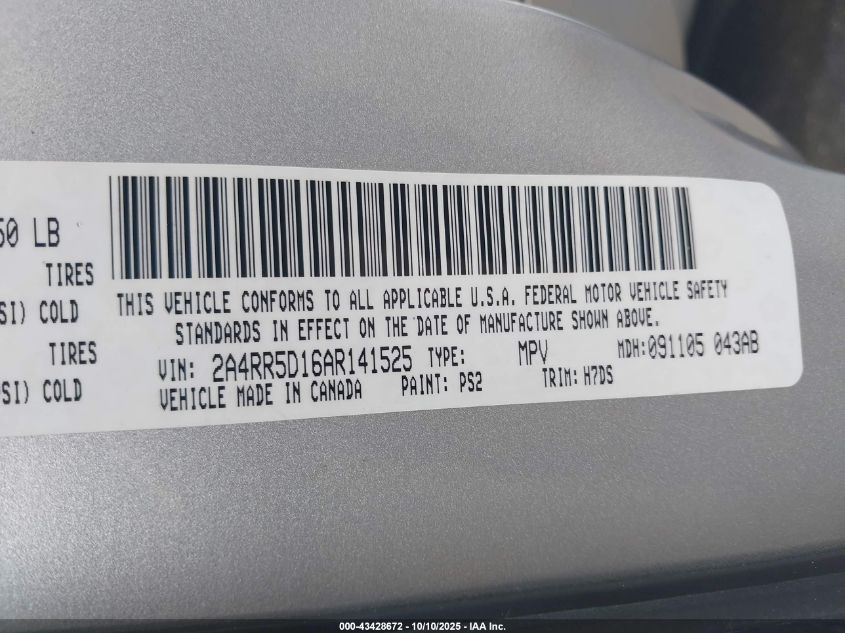 50 LB
TIRES
SI) COLD
TIRES
SI) COLD
THIS VEHICLE CONFORMS TO ALL APPLICABLE U.S.A. FEDERAL MOTOR VEHICLE SAFETY
STANDARDS IN EFFECT ON THE DATE OF MANUFACTURE SHOWN ABOVE.
VIN: 2A4RR5D16AR141525 TYPE: MPV MDH:091105 043AB
VEHICLE MADE IN CANADA PAINT: PS2 TRIM: H7DS
000-43428672 - 10/10/2025 - IAA Inc.